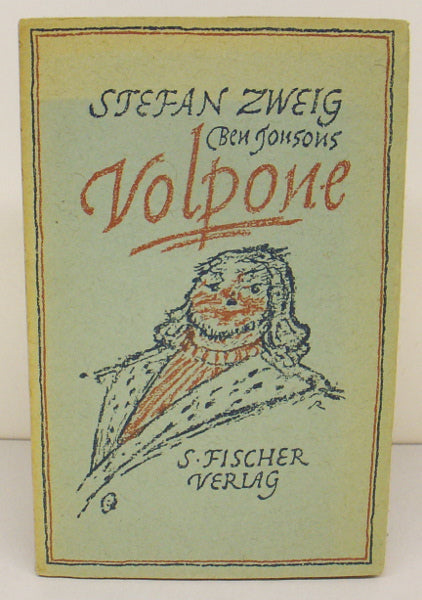 STEFAN ZWEIG
Ben Jonsons
Volpone
R
S. FISCHER
VERLAG